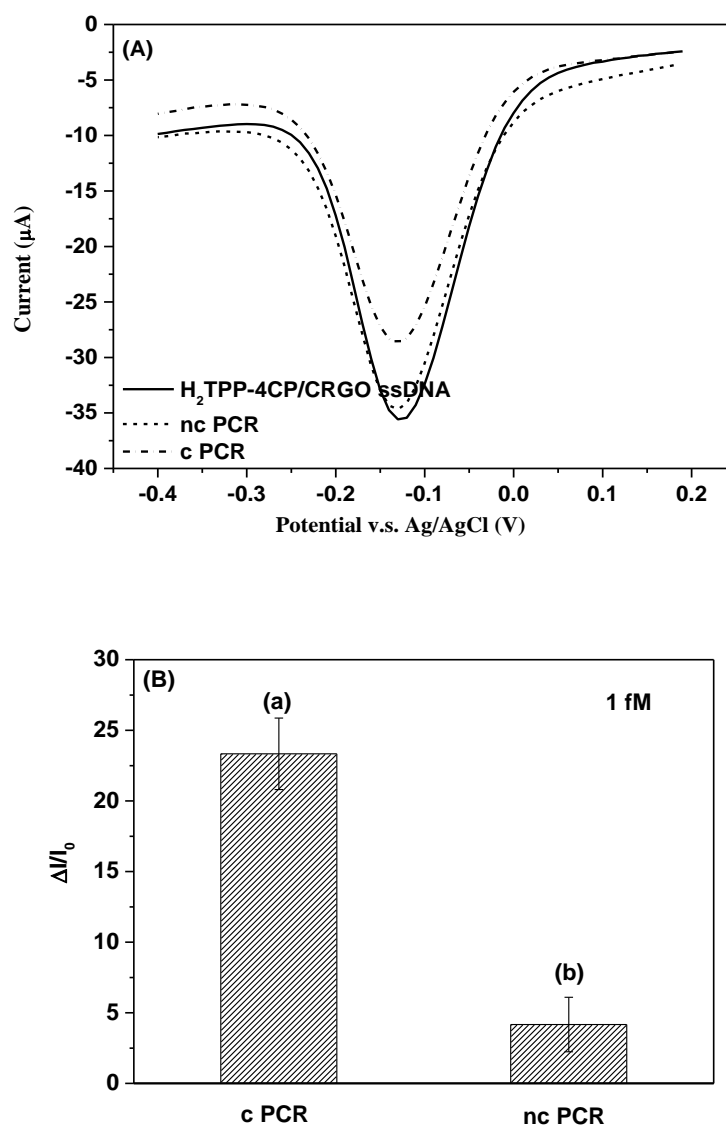 (A)
0
-5
-10
-15
-20
-25
-30
-35
-40
Current (µA)
H2TPP-4CP/CRGO ssDNA
nc PCR
c PCR
-0.4 -0.3 -0.2 -0.1 0.0 0.1 0.2
Potential v.s. Ag/AgCl (V)
(B)
30
25
20
15
10
5
0
ΔI/I0
(a)
1 fM
(b)
c PCR nc PCR